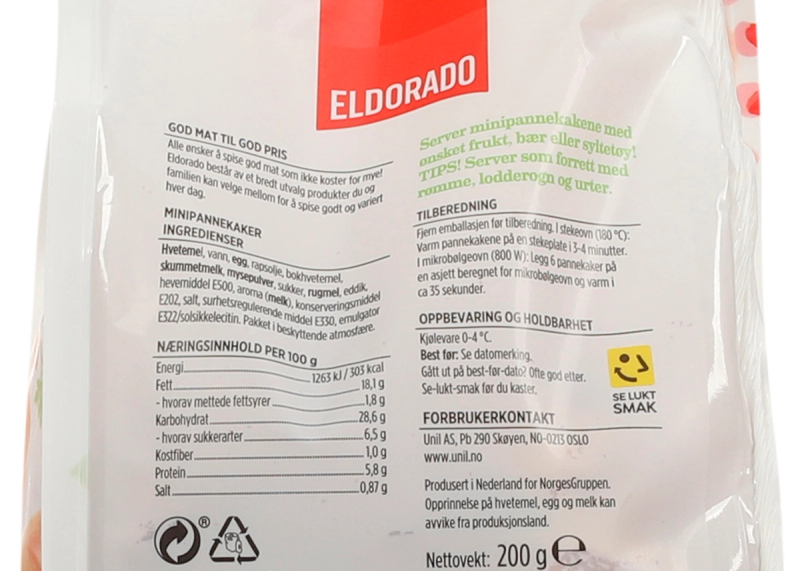 ELDORADO
GOD MAT TIL GOD PRIS
Alle ønsker å spise god mat som ikke koster for mye!
Eldorado består av et bredt utvalg produkter du og
familien kan velge mellom for å spise godt og variert
hver dag.
MINIPANNEKAKER
INGREDIENSER
Hvetemel, vann, egg, rapsolje, bokhvetemel,
skummetmelk, mysepulver, sukker, rugmel, eddik,
hevemiddel E500, aroma (melk), konserveringsmiddel
E202, salt, surhetsregulerende middel E330, emulgator
E322/solsikkelecitin. Pakket i beskyttende atmosfære.
NÆRINGSINNHOLD PER 100 g
Energi 1263 kJ / 303 kcal
Fett 18,1 g
- hvorav mettede fettsyrer 1,8 g
Karbohydrat 28,6 g
- hvorav sukkerarter 6,5 g
Kostfiber 1,0 g
Protein 5,8 g
Salt 0,87 g
®
Server minipannekakene med
ønsket frukt, bær eller syltetøy!
TIPS! Server som forrett med
rømme, lodderogn og urter.
TILBEREDNING
Fjern emballasjen før tilberedning. I stekeovn (180 °C):
Varm pannekakene på en stekeplate i 3-4 minutter.
I mikrobølgeovn (800 W): Legg 6 pannekaker på
en asjett beregnet for mikrobølgeovn og varm i
ca 35 sekunder.
OPPBEVARING OG HOLDBARHET
Kjølevare 0-4 °C.
Best før: Se datomerking.
Gått ut på best-før-dato? Ofte god etter.
Se-lukt-smak før du kaster.
SE LUKT
SMAK
FORBRUKERKONTAKT
Unil AS, Pb 290 Skøyen, NO-0213 OSLO
www.unil.no
Produsert i Nederland for NorgesGruppen.
Opprinnelse på hvetemel, egg og melk kan
avvike fra produksjonsland.
Nettovekt: 200 g e